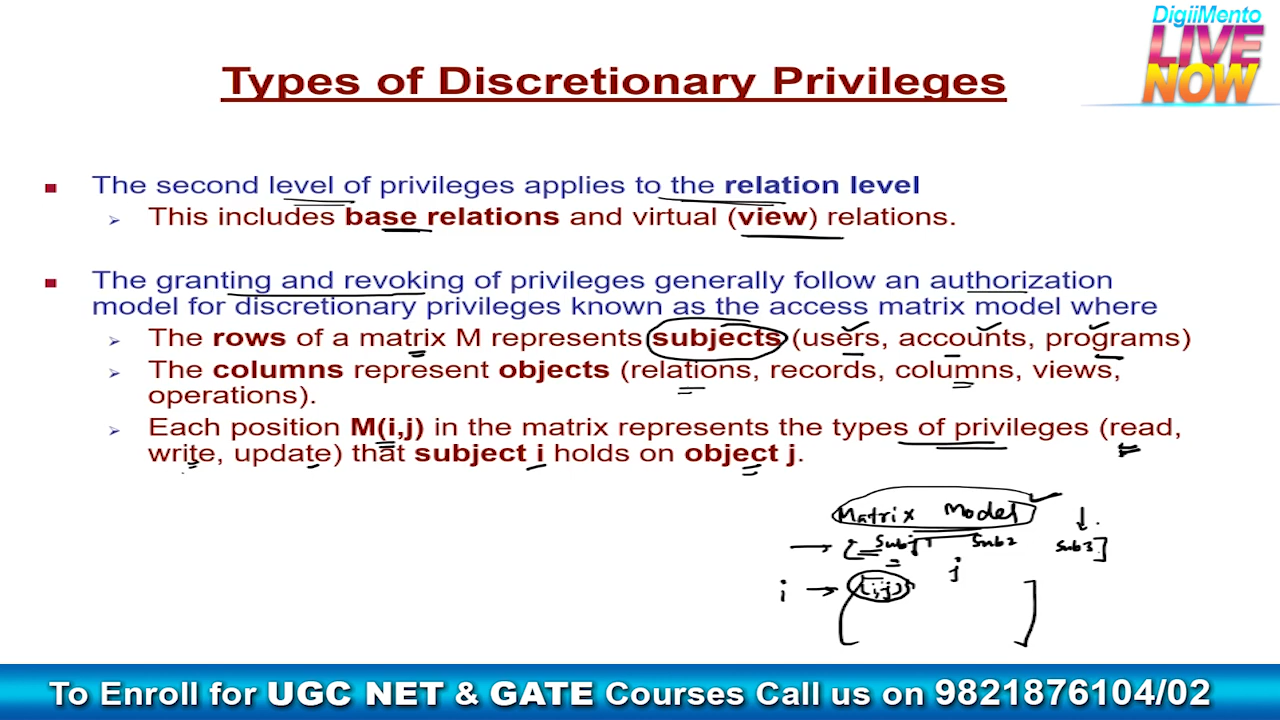 DigiiMento
LIVE
NOW
Types of Discretionary Privileges
The second level of privileges applies to the relation level
This includes base relations and virtual (view) relations.
The granting and revoking of privileges generally follow an authorization
model for discretionary privileges known as the access matrix model where
The rows of a matrix M represents subjects (users, accounts, programs)
The columns represent objects (relations, records, columns, views,
operations).
Each position M(i,j) in the matrix represents the types of privileges (read,
write, update) that subject i holds on object j.
Matrix Model
[ Sub1 Sub2 Sub3]
j
i → (i,j)
To Enroll for UGC NET & GATE Courses Call us on 9821876104/02